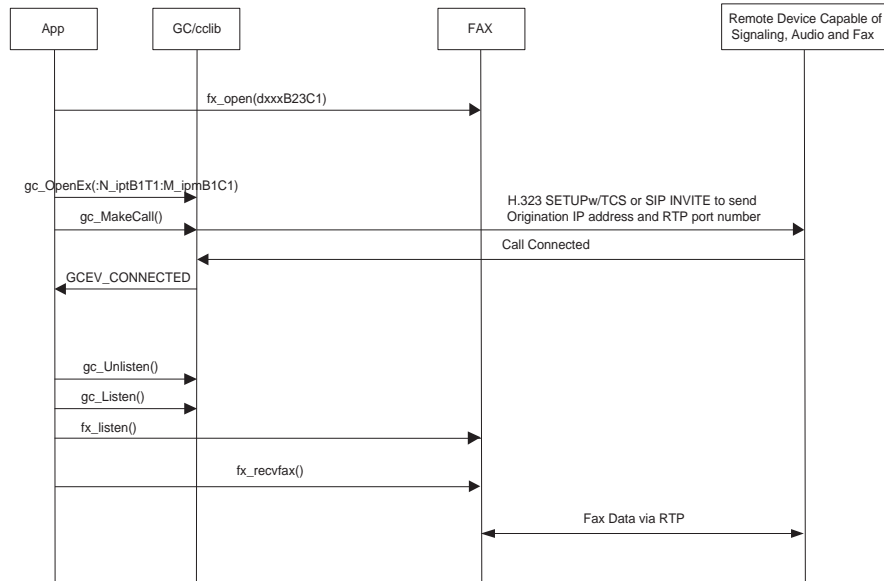 App
GC/cclib
FAX
Remote Device Capable of
Signaling, Audio and Fax
fx_open(dxxxB23C1)
gc_OpenEx(:N_iptB1T1:M_ipmB1C1)
gc_MakeCall()
H.323 SETUPw/TCS or SIP INVITE to send
Origination IP address and RTP port number
Call Connected
GCEV_CONNECTED
gc_Unlisten()
gc_Listen()
fx_listen()
fx_recvfax()
Fax Data via RTP